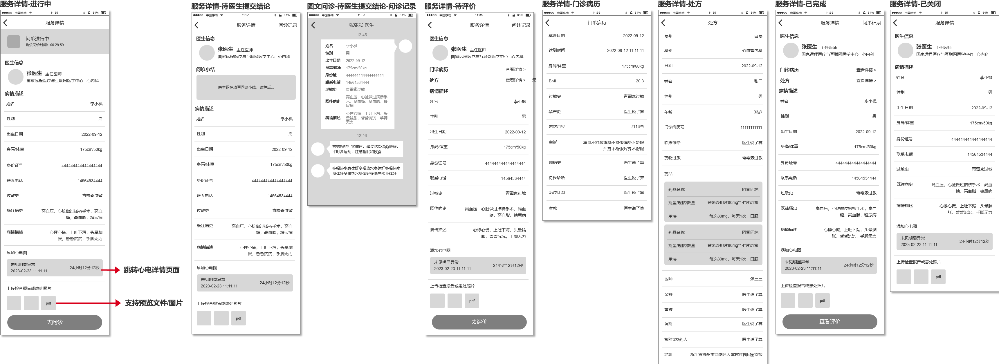 服务详情-进行中
中国移动 11:35 84%
服务详情
问诊进行中
剩余问诊时间：00:29:59
医生信息
张医生 主任医师
国家远程医疗与互联网医学中心 心内科
病情描述
姓名 李小枫
性别 男
出生日期 2022-09-12
身高/体重 175cm/50kg
身份证号 444444444444444444
联系电话 14564534444
过敏史 青霉素过敏
既往病史 高血压，心脏做过搭桥手术，高血
糖，高血脂，糖尿病
病情描述 心悸心慌，上吐下泻，头晕脑
胀，昏昏沉沉，手脚无力
添加心电图
未见明显异常
2023-02-23 11:11:11 24小时12分12秒
跳转心电详情页面
上传检查报告或患处照片
pdf
支持预览文件/图片
去问诊
服务详情-待医生提交结论
中国移动 11:35 84%
服务详情 问诊记录
医生信息
张医生 主任医师
国家远程医疗与互联网医学中心 心内科
问诊小结
医生正在填写问诊小结，请稍后...
病情描述
姓名 李小枫
性别 男
出生日期 2022-09-12
身高/体重 175cm/50kg
身份证号 444444444444444444
联系电话 14564534444
过敏史 青霉素过敏
既往病史 高血压，心脏做过搭桥手术，高血
糖，高血脂，糖尿病
病情描述 心悸心慌，上吐下泻，头晕脑
胀，昏昏沉沉，手脚无力
添加心电图
未见明显异常
2023-02-23 11:11:11 24小时12分12秒
上传检查报告或患处照片
pdf
图文问诊-待医生提交结论-问诊记录
中国移动 11:35 84%
张张张 医生
12:45
姓名 李小枫
性别 男
出生日期 2022-09-12
身高/体重 175cm/50kg
身份证 444444444444444444
联系电话 14564534444
过敏史 青霉素过敏
既往病史 高血压，心脏做过搭桥手
术，高血糖，高血脂，糖
尿病
病情描述 心悸心慌，上吐下泻，头
晕脑胀，昏昏沉沉，手脚
无力
12:46
根据您的症状描述，建议吃XXX药缓解，
平时多运动，注意睡眠和饮食
多喝热水身体好多喝热水身体好多喝热水
身体好多喝热水身体好多喝热水身体好
服务详情-待评价
中国移动 11:35 84%
服务详情 问诊记录
医生信息
张医生 主任医师
国家远程医疗与互联网医学中心 心内科
门诊病历 查看详情 >
处方 查看详情 > 无
病情描述
姓名 李小枫
性别 男
出生日期 2022-09-12
身高/体重 175cm/50kg
身份证号 444444444444444444
联系电话 14564534444
过敏史 青霉素过敏
既往病史 高血压，心脏做过搭桥手术，高血
糖，高血脂，糖尿病
病情描述 心悸心慌，上吐下泻，头晕脑
胀，昏昏沉沉，手脚无力
添加心电图
未见明显异常
2023-02-23 11:11:11 24小时12分12秒
上传检查报告或患处照片
pdf
去评价
服务详情-门诊病历
中国移动 11:35 84%
门诊病历
就诊日期 2022-09-12
达到时间 2022-09-12 11:11:11
身高/体重 175cm/60kg
BMI 20.3
过敏史 青霉素过敏
孕产史 医生说了算
末次月经 上月13号
主诉 浑身不舒服浑身不舒服浑身不舒服
浑身不舒服浑身不舒服
现病史 医生说了算
初步诊断 医生说了算
治疗计划 医生说了算
宣教 医生说了算
服务详情-处方
中国移动 11:35 84%
处方
费别 自费
科别 心血管内科
日期 2022-09-12
姓名 张三
性别 男
年龄 33岁
门诊病历号 11111111111
临床诊断 医生说了算
药物过敏 青霉素过敏
药品
药品名称 阿司匹林
剂型/规格/数量 替米沙坦片80mg*14*片x1盒
用法 每次80mg，每天1次，口服
药品名称 阿司匹林
剂型/规格/数量 替米沙坦片80mg*14*片x1盒
用法 每次80mg，每天1次，口服
医师 张三三
金额 医生说了算
审核 医生说了算
调剂 医生说了算
核对&发药人 医生说了算
地址 浙江省杭州市西湖区天堂软件园E幢13楼
服务详情-已完成
中国移动 11:35 84%
服务详情 问诊记录
医生信息
张医生 主任医师
国家远程医疗与互联网医学中心 心内科
门诊病历 查看详情 >
处方 查看详情 >
病情描述
姓名 李小枫
性别 男
出生日期 2022-09-12
身高/体重 175cm/50kg
身份证号 444444444444444444
联系电话 14564534444
过敏史 青霉素过敏
既往病史 高血压，心脏做过搭桥手术，高血
糖，高血脂，糖尿病
病情描述 心悸心慌，上吐下泻，头晕脑
胀，昏昏沉沉，手脚无力
添加心电图
未见明显异常
2023-02-23 11:11:11 24小时12分12秒
上传检查报告或患处照片
pdf
查看评价
服务详情-已关闭
中国移动 11:35 84%
服务详情
医生信息
张医生 主任医师
国家远程医疗与互联网医学中心 心内科
病情描述
姓名 李小枫
性别 男
出生日期 2022-09-12
身高/体重 175cm/50kg
身份证号 444444444444444444
联系电话 14564534444
过敏史 青霉素过敏
既往病史 高血压，心脏做过搭桥手术，高血
糖，高血脂，糖尿病
病情描述 心悸心慌，上吐下泻，头晕脑
胀，昏昏沉沉，手脚无力
添加心电图
未见明显异常
2023-02-23 11:11:11 24小时12分12秒
上传检查报告或患处照片
pdf